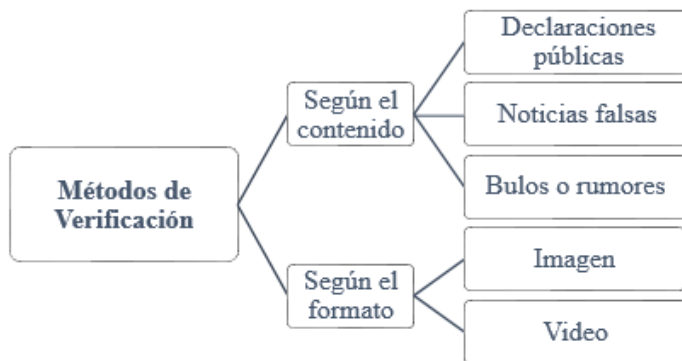 Métodos de
Verificación
Según el
contenido
Declaraciones
públicas
Noticias falsas
Bulos o rumores
Según el
formato
Imagen
Video